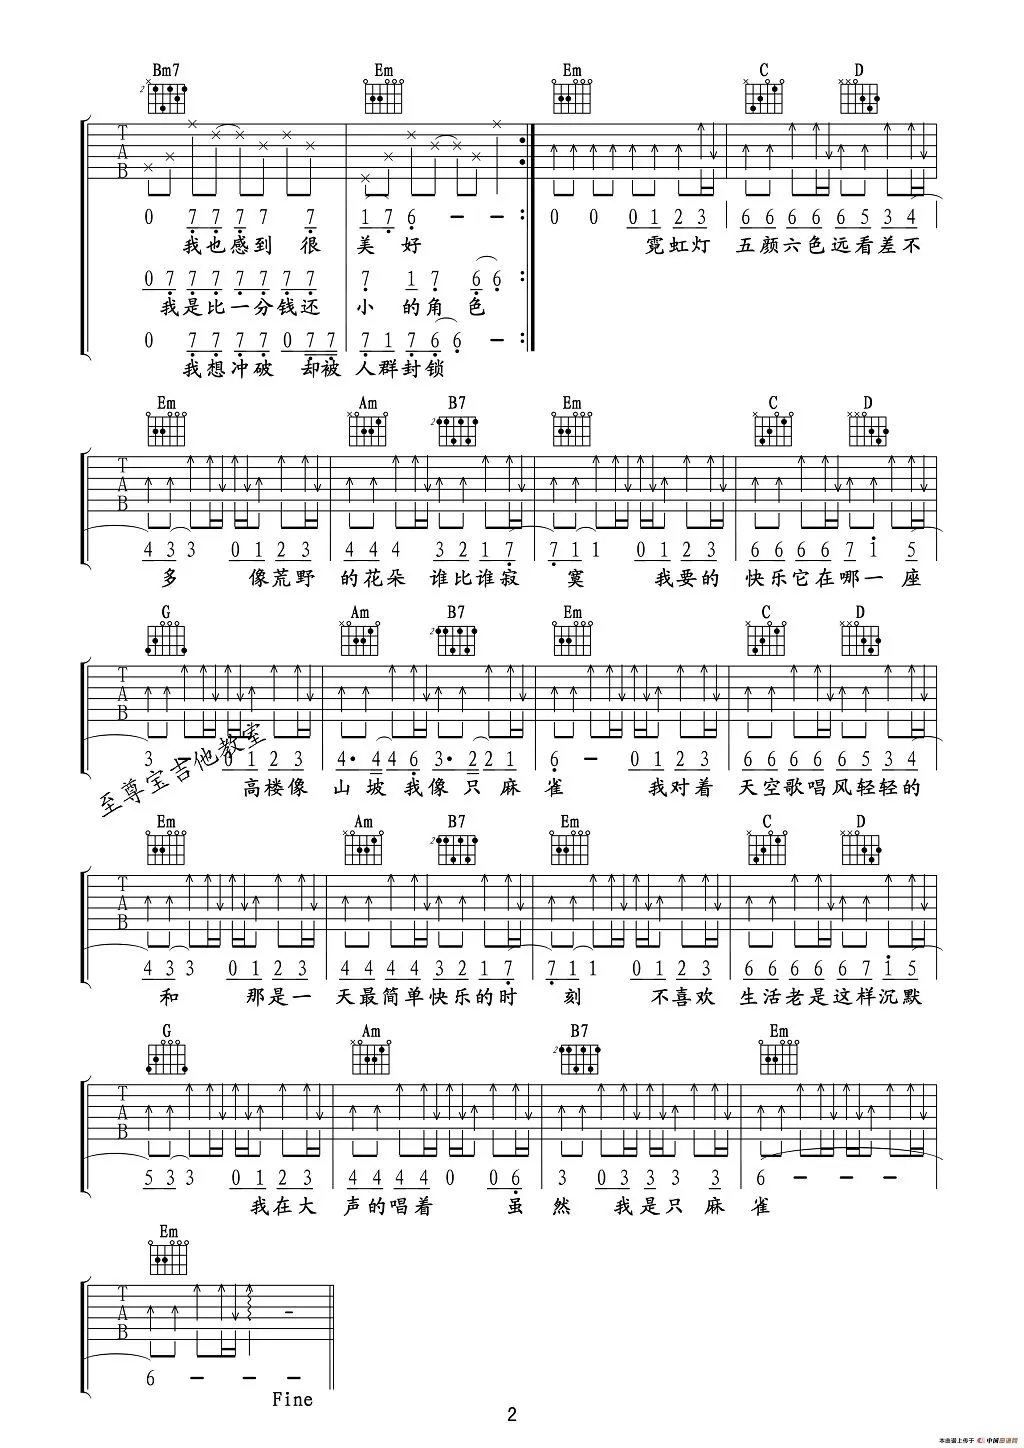 Bm7 Em Em C D
2
T A B
0 7 7 7 7 7 1 7 6 - - : 0 0 0 1 2 3 6 6 6 6 6 5 3 4
我也感到 很 美 好 霓虹灯 五颜六色远看差不
0 7 7 7 7 7 7 7 7 1 7 6 6 :
我是比一分钱还 小 的角 色
0 7 7 7 7 0 7 7 7 1 7 6 6 - :
我想冲破 却被 人群封锁
Em Am B7 Em C D
2
T A B
4 3 3 0 1 2 3 4 4 4 3 2 1 7 7 1 1 0 1 2 3 6 6 6 6 7 1 5
多 像荒野 的花朵 谁比谁寂 寞 我要的 快乐它在哪一座
G Am B7 Em C D
2
T A B
3 - 0 1 2 3 4· 4 4 6 3· 2 2 1 6 - 0 1 2 3 6 6 6 6 6 5 3 4
高楼像 山 坡 我像 只 麻 雀 我对着 天空歌唱风轻轻的
至尊宝吉他教室
Em Am B7 Em C D
2
T A B
4 3 3 0 1 2 3 4 4 4 4 3 2 1 7 7 1 1 0 1 2 3 6 6 6 6 6 7 1 5
和 那是一 天最简单快乐的时 刻 不喜欢 生活老是这样沉默
G Am B7 Em
2
T A B
5 3 3 0 1 2 3 4 4 4 4 0 0 6 3 0 3 3 3 3 6 - - -
我在大 声的唱着 虽 然 我是只 麻 雀
Em
T A B
6 - - -
Fine
2
本曲谱上传于 中国曲谱网